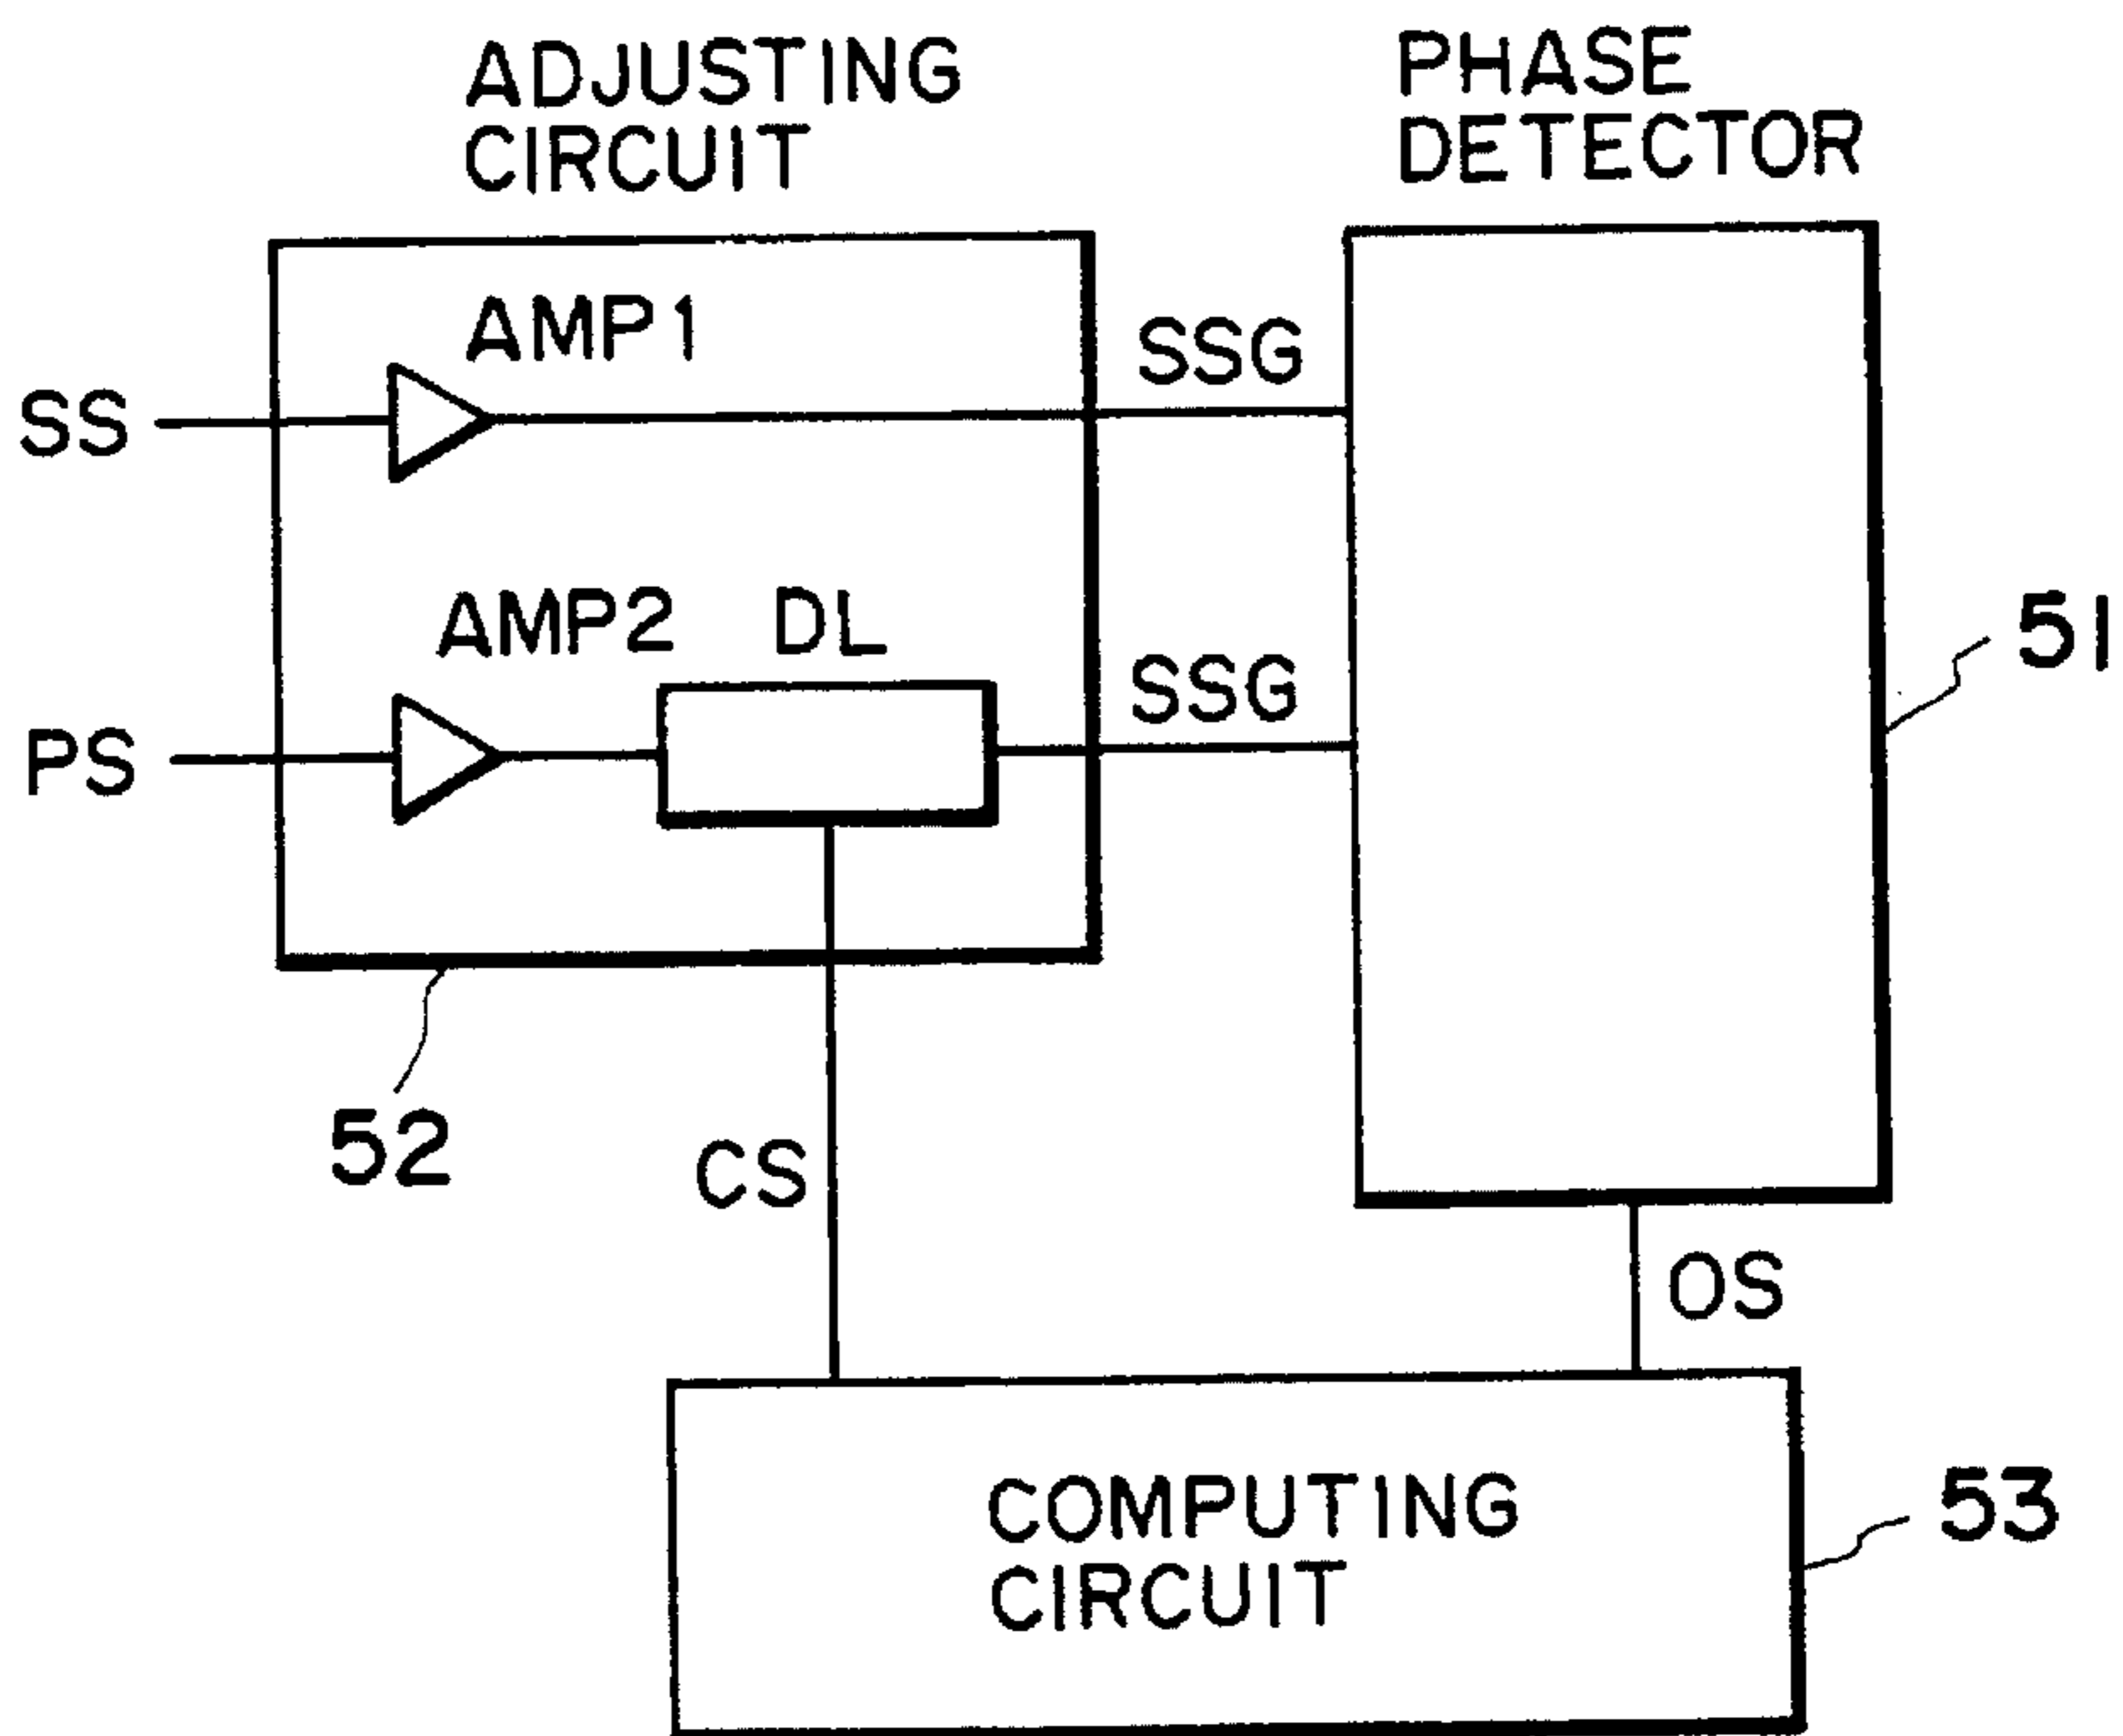 ADJUSTING
CIRCUIT
PHASE
DETECTOR
AMP1
SS
SSG
AMP2 DL
PS
SSG
51
52
CS
OS
COMPUTING
CIRCUIT
53